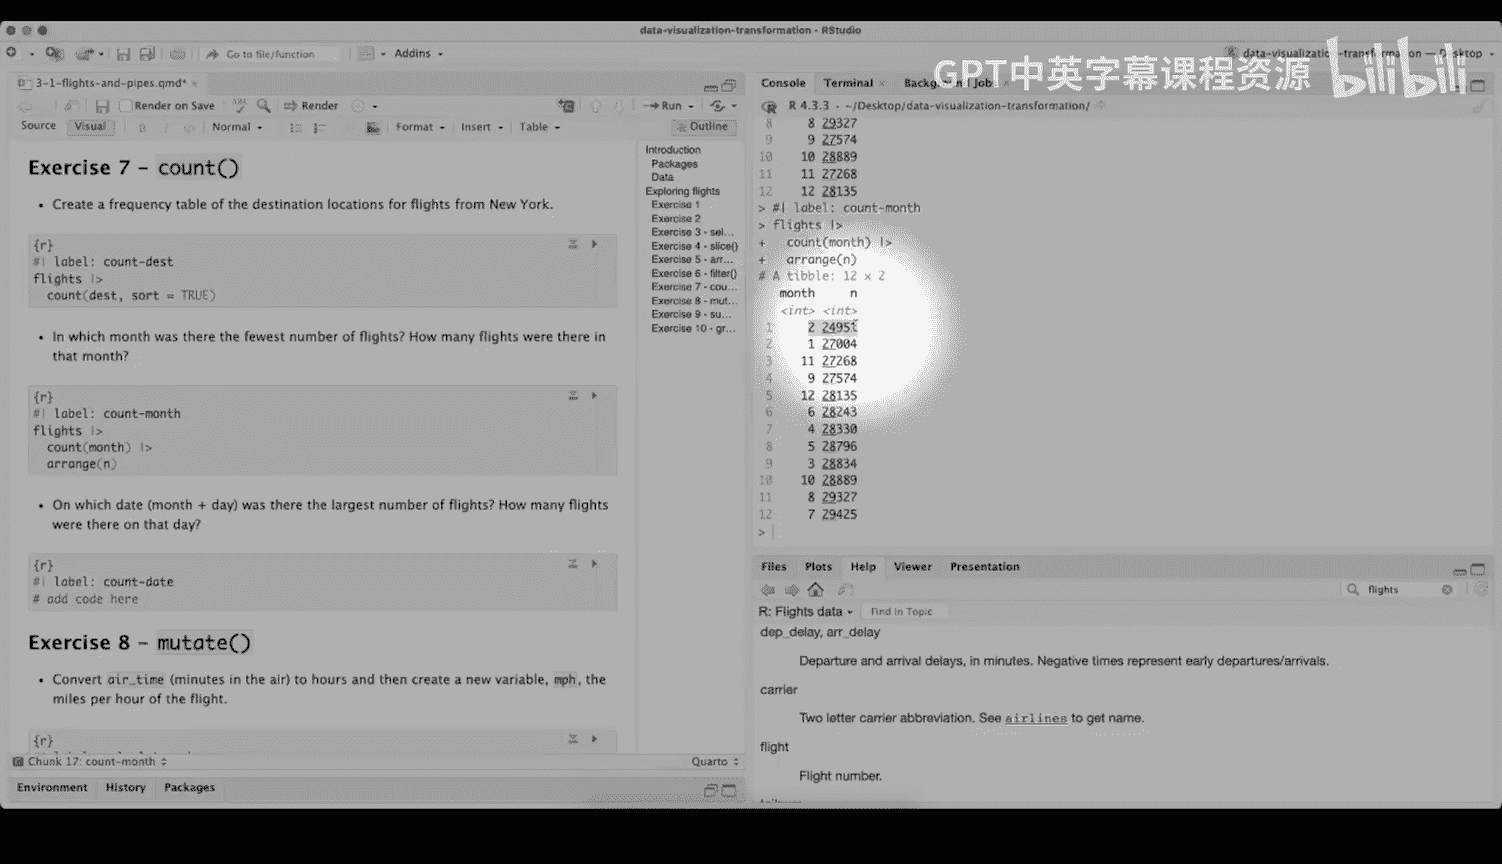 data-visualization-transformation - RStudio
Go to file/function
Addins
data-visualization-transformation — Desktop
GPT中英字幕课程资源
bilibili
3-1-flights-and-pipes.qmd*
Render on Save
Render
Run
Source
Visual
B
I
</>
Normal
Format
Insert
Table
Outline
Exercise 7 - count()
• Create a frequency table of the destination locations for flights from New York.
{r}
#| label: count-dest
flights |>
count(dest, sort = TRUE)
• In which month was there the fewest number of flights? How many flights were there in
that month?
{r}
#| label: count-month
flights |>
count(month) |>
arrange(n)
• On which date (month + day) was there the largest number of flights? How many flights
were there on that day?
{r}
#| label: count-date
# add code here
Exercise 8 - mutate()
• Convert air_time (minutes in the air) to hours and then create a new variable, mph, the
miles per hour of the flight.
{r}
Chunk 17: count-month
Quarto
Environment
History
Packages
Introduction
Packages
Data
Exploring flights
Exercise 1
Exercise 2
Exercise 3 - sel...
Exercise 4 - slice()
Exercise 5 - arr...
Exercise 6 - filter()
Exercise 7 - cou...
Exercise 8 - mut...
Exercise 9 - su...
Exercise 10 - gr...
Console
Terminal
Background Jobs
R 4.3.3 · ~/Desktop/data-visualization-transformation/
8 8 29327
9 9 27574
10 10 28889
11 11 27268
12 12 28135
> #| label: count-month
> flights |>
+ count(month) |>
+ arrange(n)
# A tibble: 12 × 2
month n
<int> <int>
1 2 24951
2 1 27004
3 11 27268
4 9 27574
5 12 28135
6 6 28243
7 4 28330
8 5 28796
9 3 28834
10 10 28889
11 8 29327
12 7 29425
>
Files
Plots
Help
Viewer
Presentation
flights
R: Flights data
Find in Topic
dep_delay, arr_delay
Departure and arrival delays, in minutes. Negative times represent early departures/arrivals.
carrier
Two letter carrier abbreviation. See airlines to get name.
flight
Flight number.